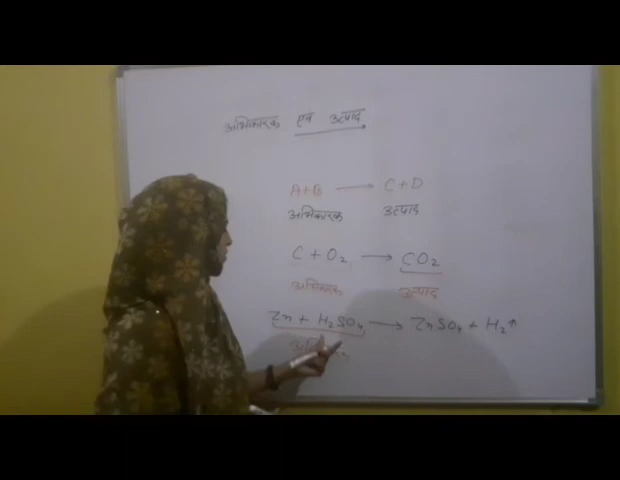 अभिकारक एवं उत्पाद
A+B → C+D
अभिकारक उत्पाद
C + O₂ → CO₂
अभिकारक उत्पाद
Zn + H₂SO₄ → ZnSO₄ + H₂↑